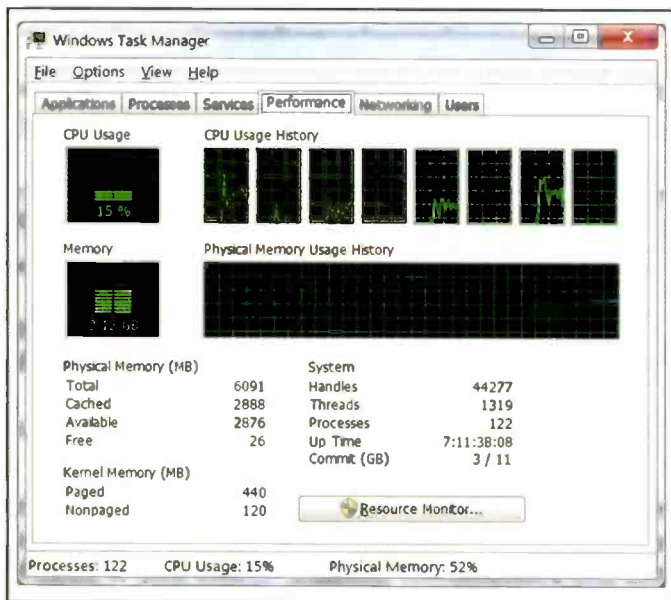 Windows Task Manager
File Options View Help
Applications Processes Services Performance Networking Users
CPU Usage
CPU Usage History
15 %
Memory
Physical Memory Usage History
GB
Physical Memory (MB)
Total 6091
Cached 2888
Available 2876
Free 26
System
Handles 44277
Threads 1319
Processes 122
Up Time 7:11:38:08
Commit (GB) 3 / 11
Kernel Memory (MB)
Paged 440
Nonpaged 120
Resource Monitor...
Processes: 122 CPU Usage: 15% Physical Memory: 52%